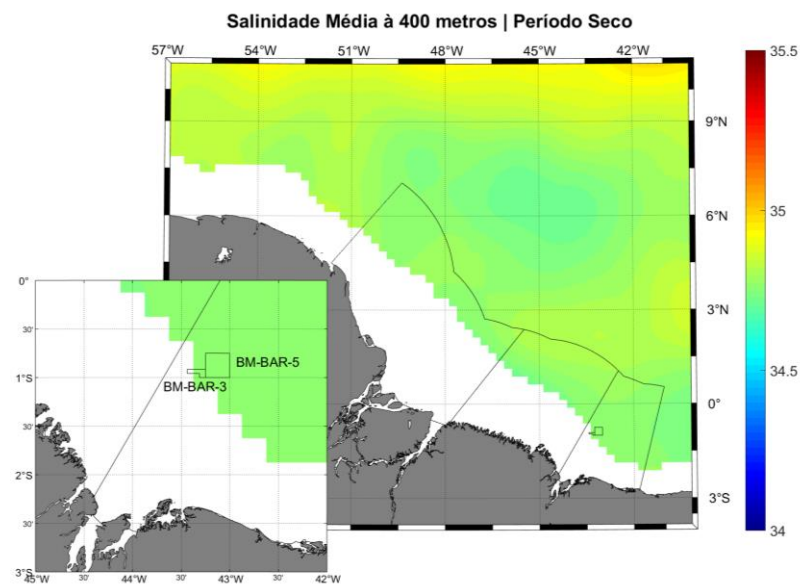 Salinidade Média à 400 metros | Período Seco
57°W 54°W 51°W 48°W 45°W 42°W
35.5
9°N
6°N
35
3°N
0°
BM-BAR-5
BM-BAR-3
34.5
0°
30'
1°S
30'
2°S
30'
3°S
3°S
34
45°W 30' 44°W 30' 43°W 30' 42°W